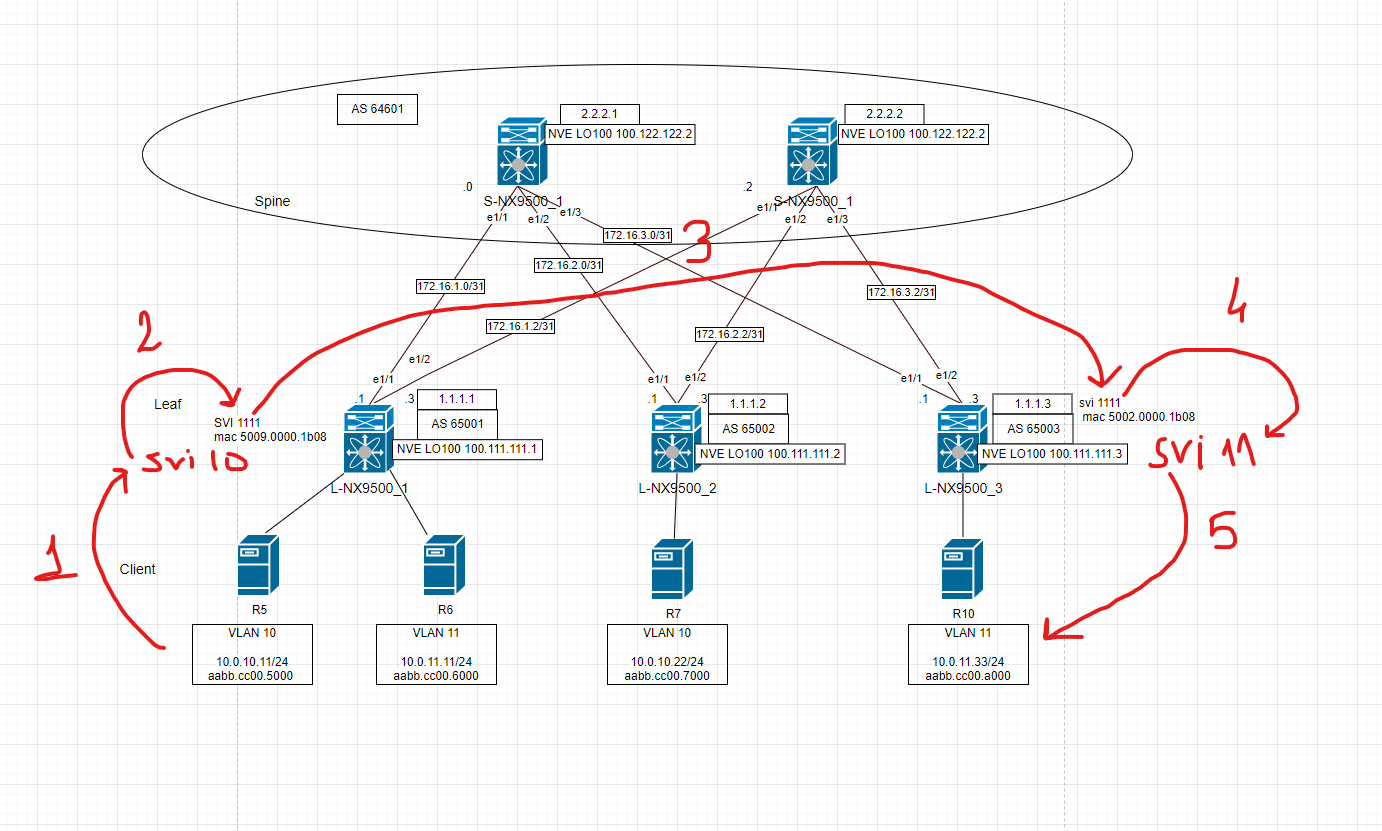 AS 64601
2.2.2.1
NVE LO100 100.122.122.2
2.2.2.2
NVE LO100 100.122.122.2
.0
.2
Spine
S-NX9500_1
S-NX9500_1
e1/1
e1/2
e1/3
e1/1
e1/2
e1/3
172.16.3.0/31
3
172.16.2.0/31
172.16.1.0/31
172.16.3.2/31
4
172.16.1.2/31
172.16.2.2/31
2
e1/2
e1/1
e1/1
e1/2
e1/1
e1/2
Leaf
.1
.3
1.1.1.1
.1
.3
1.1.1.2
.1
.3
1.1.1.3
svi 1111
mac 5002.0000.1b08
SVI 1111
mac 5009.0000.1b08
AS 65001
AS 65002
AS 65003
svi 10
NVE LO100 100.111.111.1
NVE LO100 100.111.111.2
NVE LO100 100.111.111.3
svi 11
L-NX9500_1
L-NX9500_2
L-NX9500_3
1
5
Client
R5
R6
R7
R10
VLAN 10
10.0.10.11/24
aabb.cc00.5000
VLAN 11
10.0.11.11/24
aabb.cc00.6000
VLAN 10
10.0.10.22/24
aabb.cc00.7000
VLAN 11
10.0.11.33/24
aabb.cc00.a000